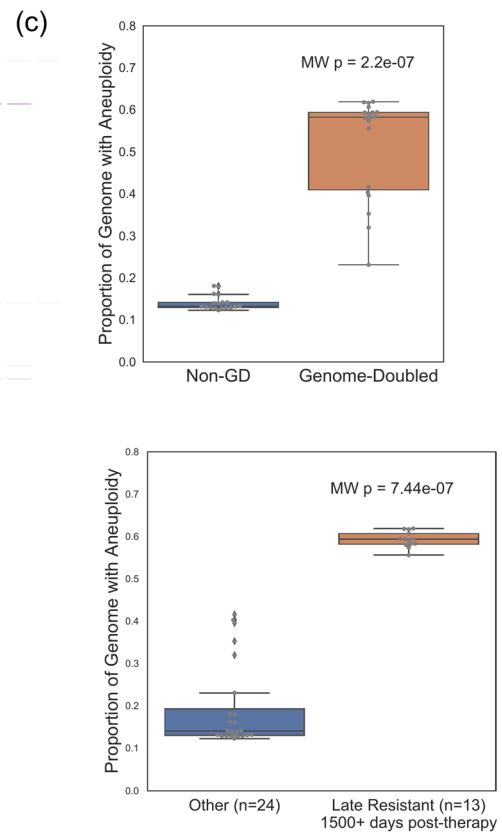 (c)
Proportion of Genome with Aneuploidy
0.8
0.7
0.6
0.5
0.4
0.3
0.2
0.1
0.0
MW p = 2.2e-07
Non-GD
Genome-Doubled
Proportion of Genome with Aneuploidy
0.8
0.7
0.6
0.5
0.4
0.3
0.2
0.1
0.0
MW p = 7.44e-07
Other (n=24)
Late Resistant (n=13)
1500+ days post-therapy